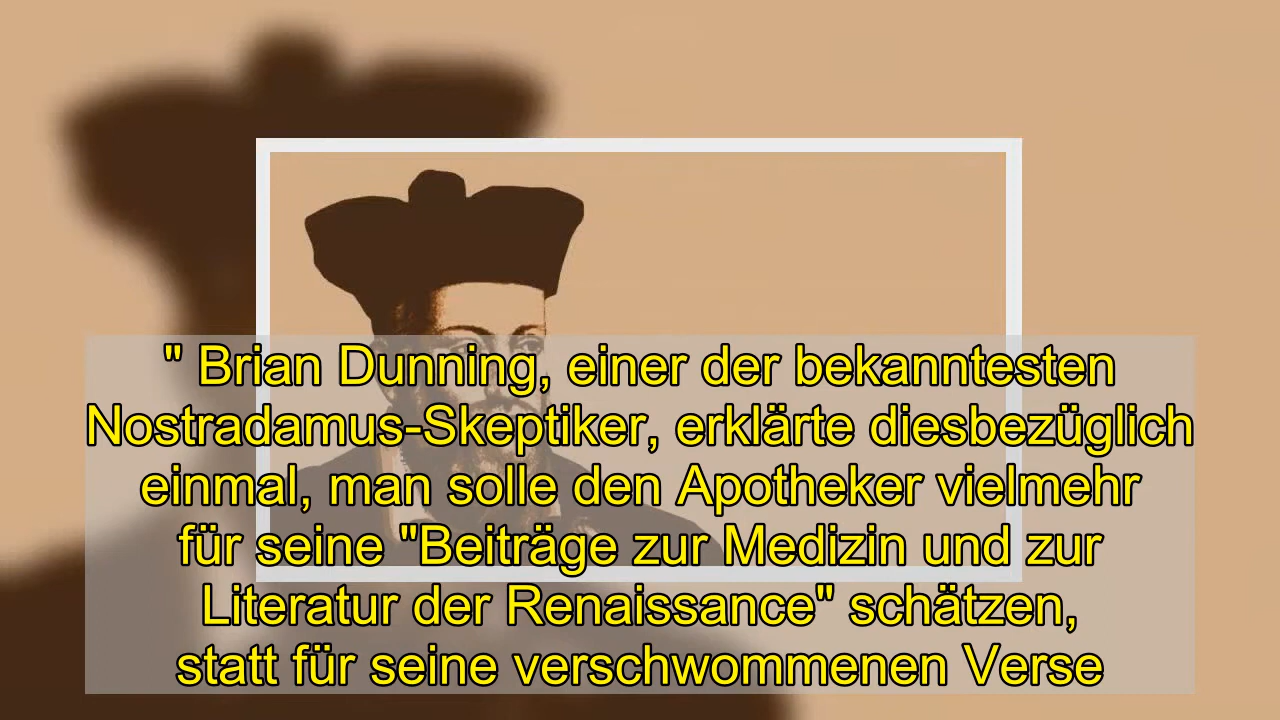 " Brian Dunning, einer der bekanntesten
Nostradamus-Skeptiker, erklärte diesbezüglich
einmal, man solle den Apotheker vielmehr
für seine "Beiträge zur Medizin und zur
Literatur der Renaissance" schätzen,
statt für seine verschwommenen Verse